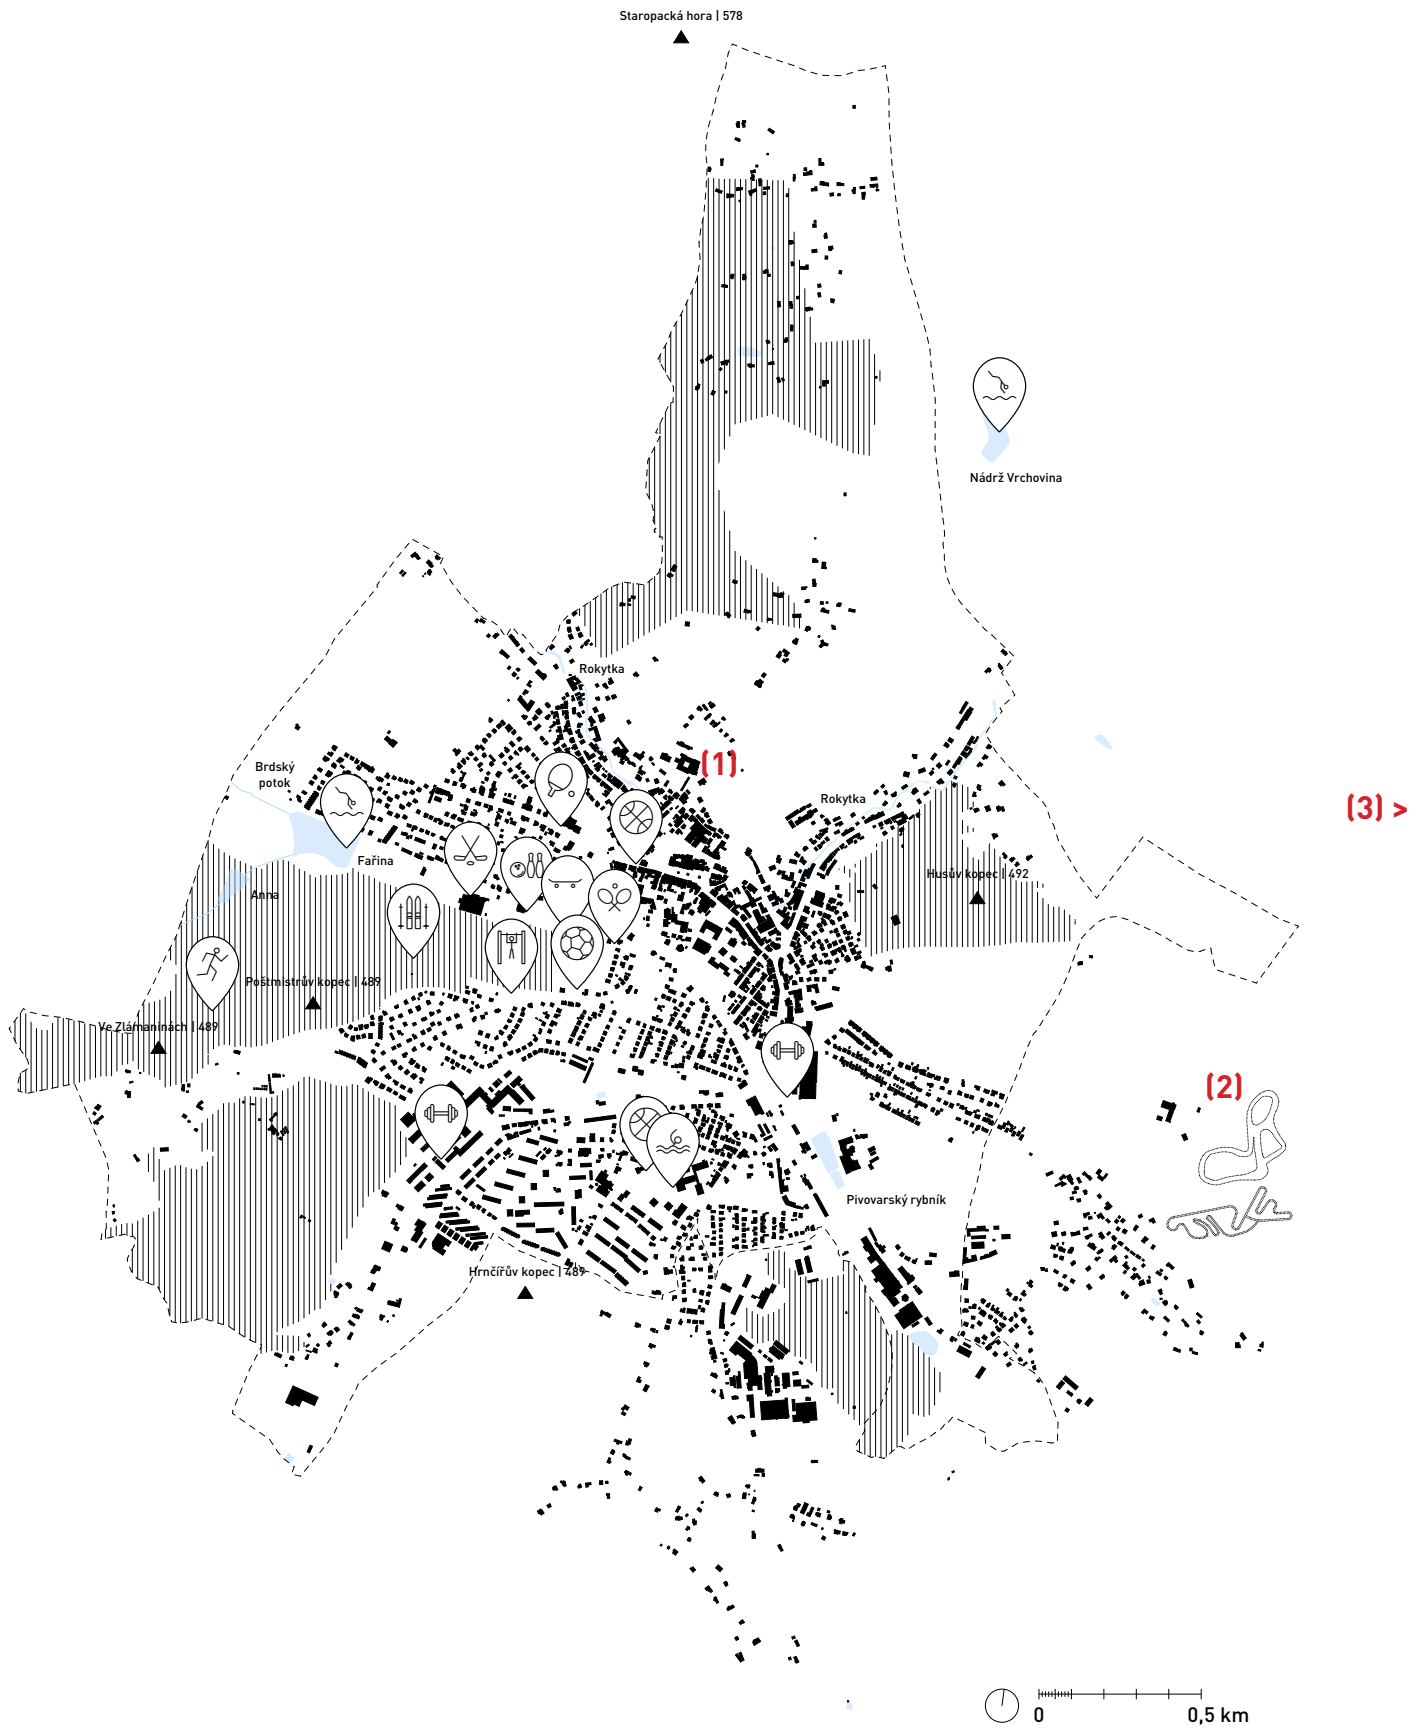 Staropacká hora | 578
Nádrž Vrchovina
Rokytka
(1)
Brdský
potok
Rokytka
(3) >
Fařina
Husův kopec | 492
Anna
Poštmistrův kopec | 489
Ve Zlámaninách | 489
(2)
Pivovarský rybník
Hrnčířův kopec | 489
0
0,5 km